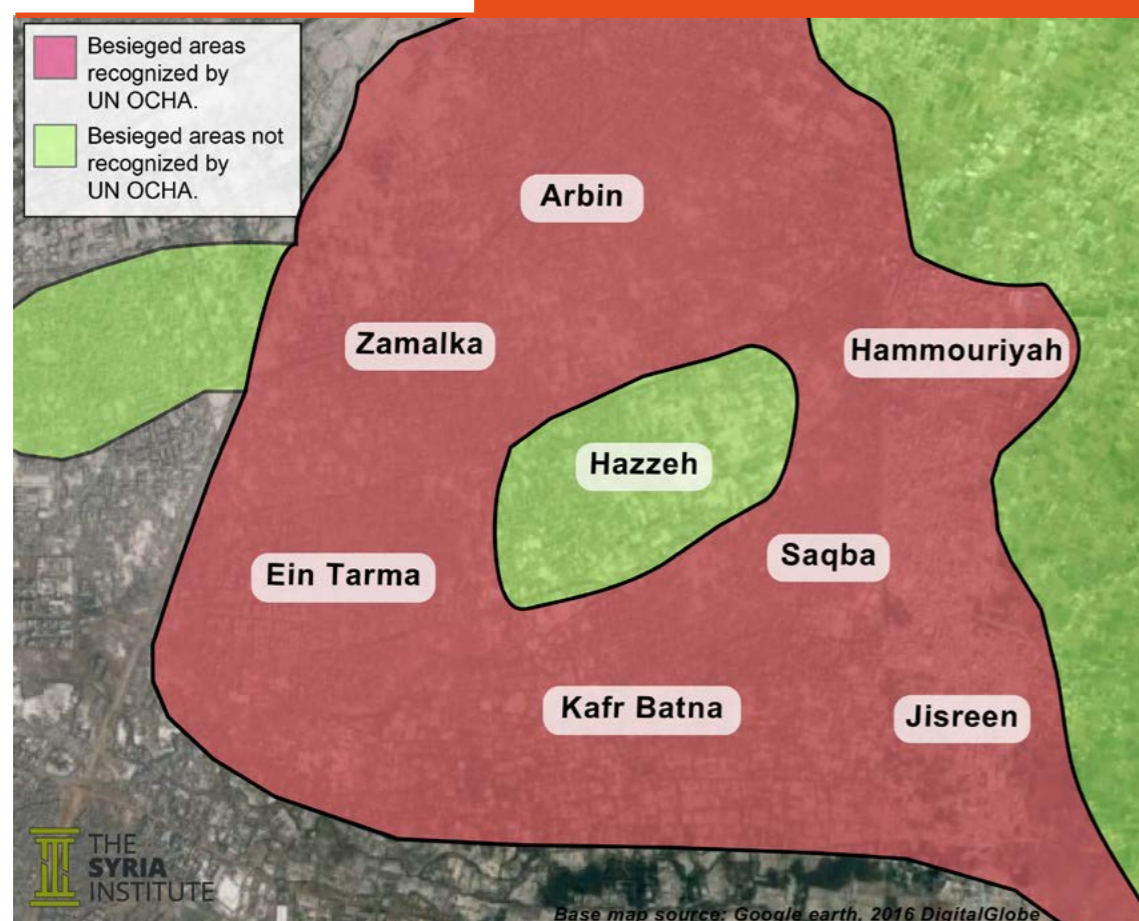 Besieged areas
recognized by
UN OCHA.
Besieged areas not
recognized by
UN OCHA.
Arbin
Zamalka
Hammouriyah
Hazzeh
Saqba
Ein Tarma
Kafr Batna
Jisreen
THE
SYRIA
INSTITUTE
Base map source: Google earth, 2016 DigitalGlobe